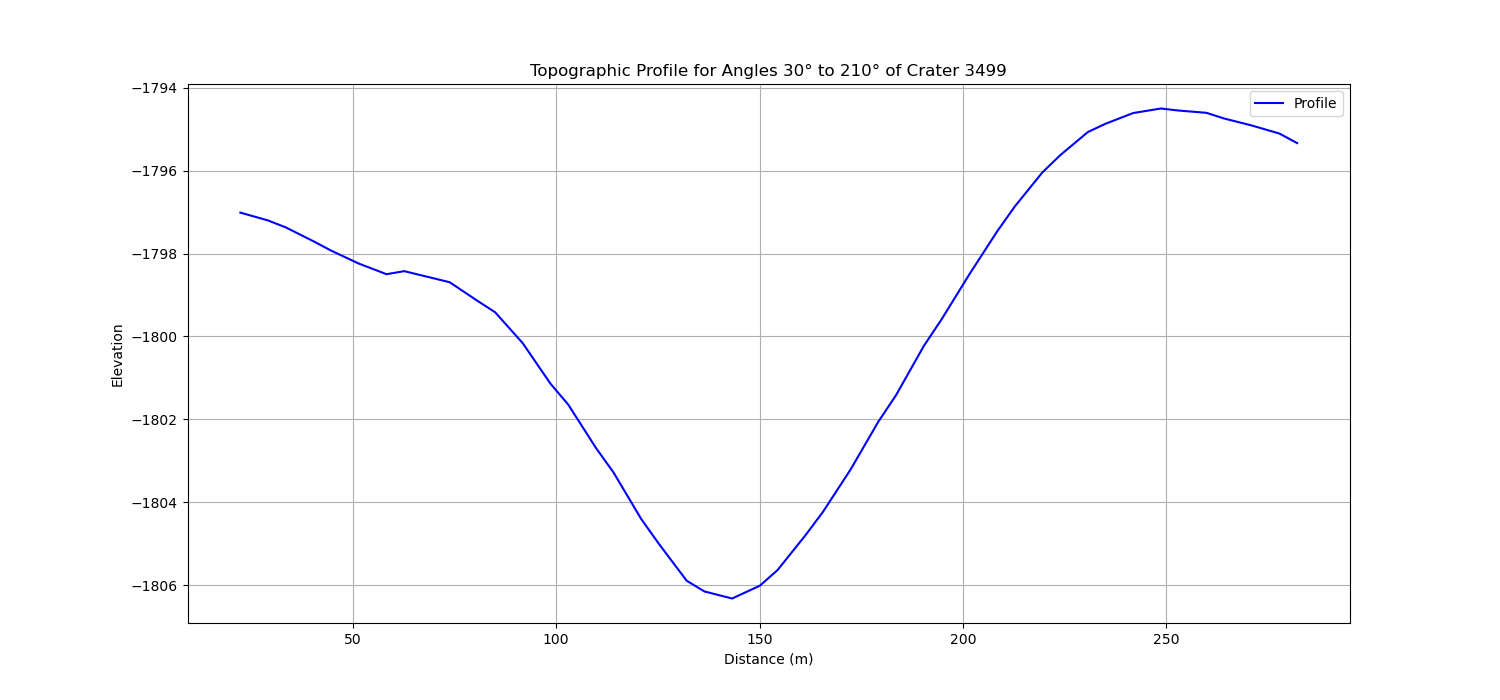 Topographic Profile for Angles 30° to 210° of Crater 3499
Profile
Elevation
−1794
−1796
−1798
−1800
−1802
−1804
−1806
50 100 150 200 250
Distance (m)